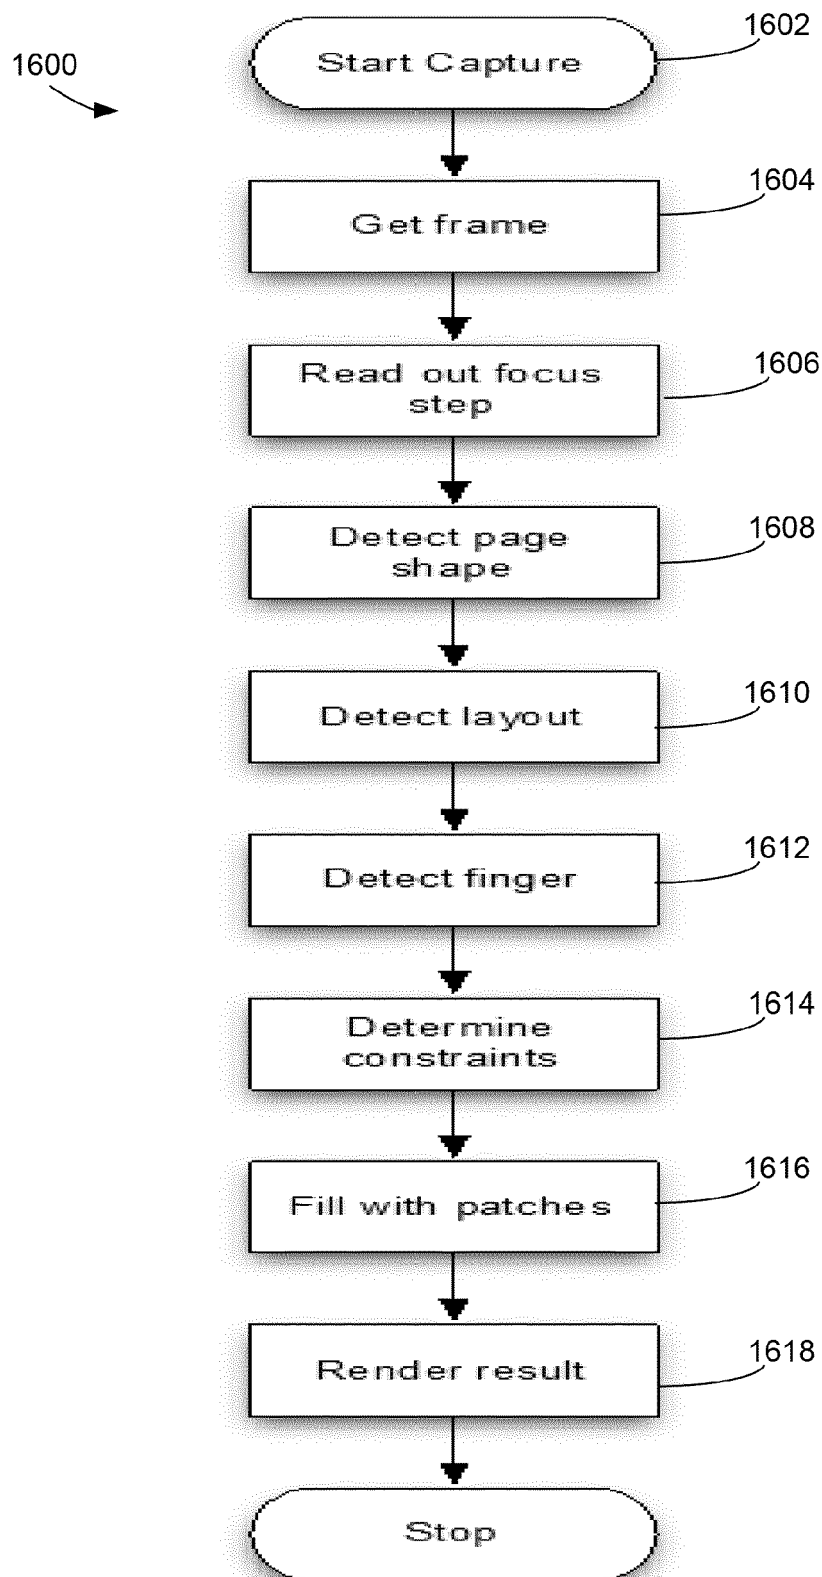 1602
Start Capture
1600
1604
Get frame
1606
Read out focus
step
1608
Detect page
shape
1610
Detect layout
1612
Detect finger
1614
Determine
constraints
1616
Fill with patches
1618
Render result
Stop